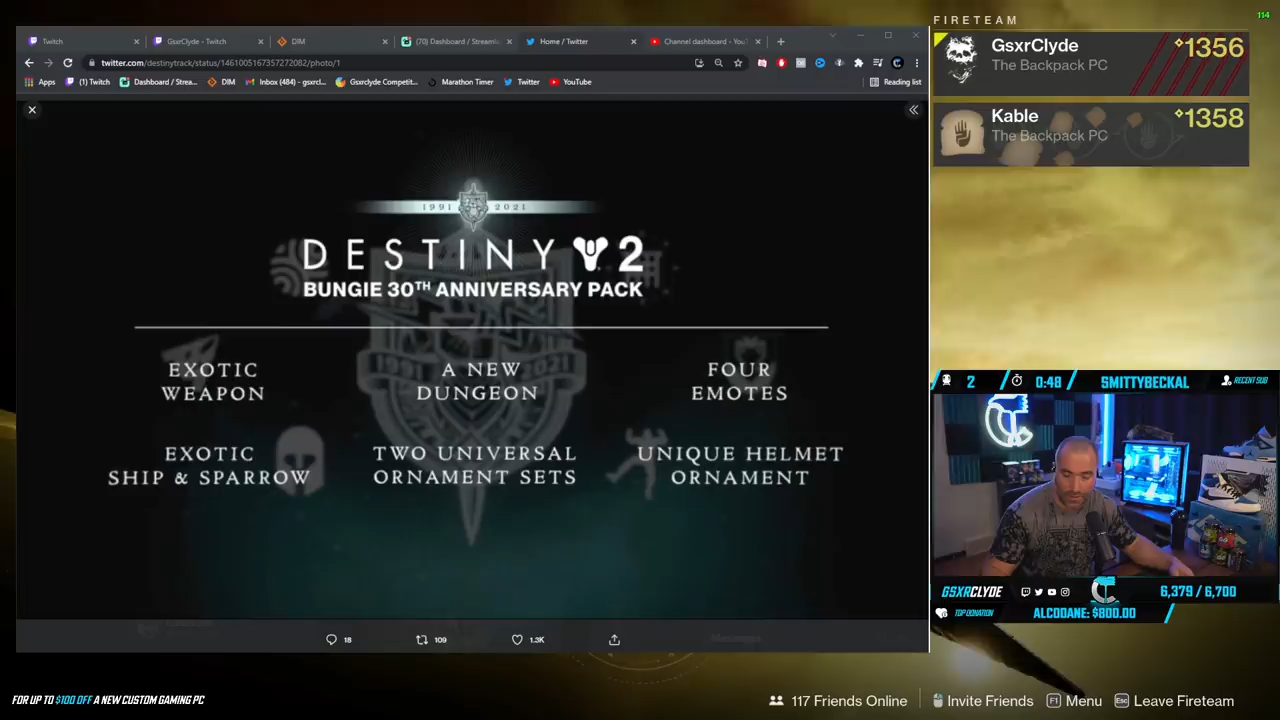 Twitch
GsxrClyde - Twitch
DIM
(70) Dashboard / Streamla
Home / Twitter
Channel dashboard - You
twitter.com/destinytrack/status/1461005167357272082/photo/1
Apps
(1) Twitch
Dashboard / Strea...
DIM
Inbox (484) - gsxrcl...
Gsxrclyde Competit...
Marathon Timer
Twitter
YouTube
Reading list
1991 2021
DESTINY 2
BUNGIE 30TH ANNIVERSARY PACK
EXOTIC
WEAPON
A NEW
DUNGEON
FOUR
EMOTES
EXOTIC
SHIP & SPARROW
TWO UNIVERSAL
ORNAMENT SETS
UNIQUE HELMET
ORNAMENT
18
109
1.3K
114
FIRETEAM
GsxrClyde
1356
The Backpack PC
Kable
1358
The Backpack PC
2
0:48
SMITTYBECKAL
RECENT SUB
GSXRCLYDE
6,379 / 6,700
TOP DONATION
ALCODANE: $800.00
FOR UP TO $100 OFF A NEW CUSTOM GAMING PC
117 Friends Online
Invite Friends
F1 Menu
Esc Leave Fireteam